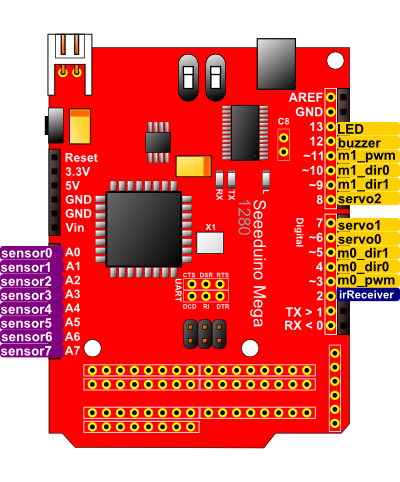 AREF
GND
C8
13 LED
12 buzzer
~11 m1_pwm
~10 m1_dir0
~9 m1_dir1
8 servo2
Reset
3.3V
5V
GND
GND
Vin
RX
TX
L
X1
Seeeduino Mega
1280
Digital
7 servo1
~6 servo0
~5 m0_dir1
~4 m0_dir0
~3 m0_pwm
2 irReceiver
TX > 1
RX < 0
sensor0 A0
sensor1 A1
sensor2 A2
sensor3 A3
sensor4 A4
sensor5 A5
sensor6 A6
sensor7 A7
CTS DSR RTS
UART
DCD RI DTR